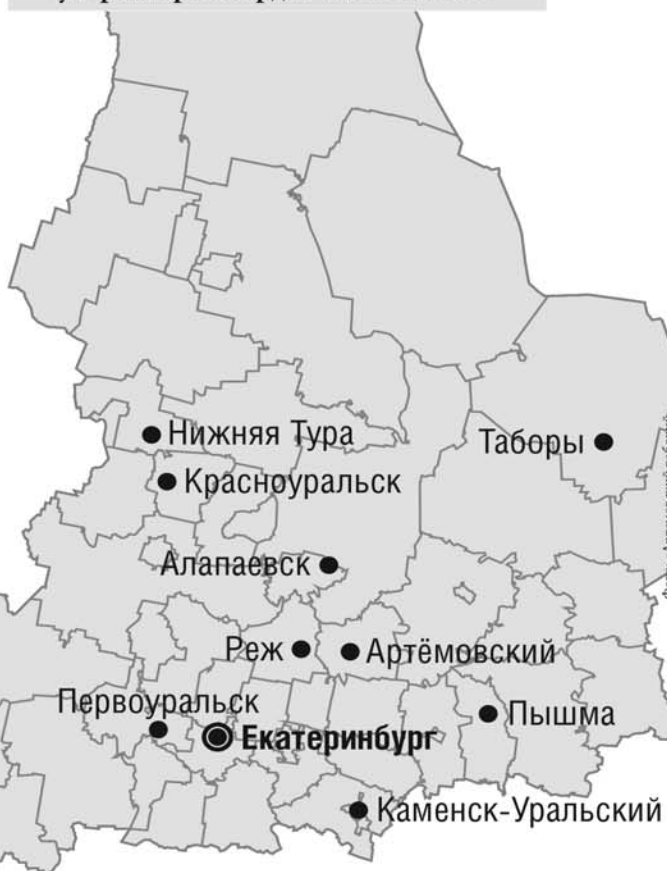 Нижняя Тура
Таборы
Красноуральск
Алапаевск
Реж
Артёмовский
Первоуральск
Пышма
Екатеринбург
Каменск-Уральский